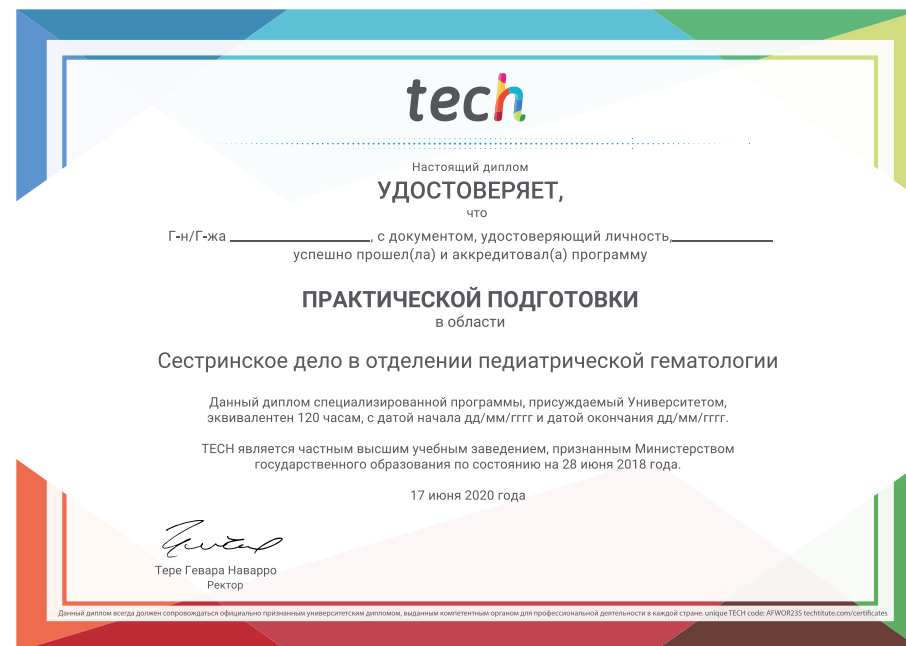 tech
Настоящий диплом
УДОСТОВЕРЯЕТ,
что
Г-н/Г-жа ____________________, с документом, удостоверяющий личность,______________
успешно прошел(ла) и аккредитовал(а) программу
ПРАКТИЧЕСКОЙ ПОДГОТОВКИ
в области
Сестринское дело в отделении педиатрической гематологии
Данный диплом специализированной программы, присуждаемый Университетом,
эквивалентен 120 часам, с датой начала дд/мм/гггг и датой окончания дд/мм/гггг.
TECH является частным высшим учебным заведением, признанным Министерством
государственного образования по состоянию на 28 июня 2018 года.
17 июня 2020 года
Тере Гевара Наварро
Ректор
Данный диплом всегда должен сопровождаться официально признанным университетским дипломом, выданным компетентным органом для профессиональной деятельности в каждой стране. unique TECH code: AFWOR23S techtitute.com/certificates